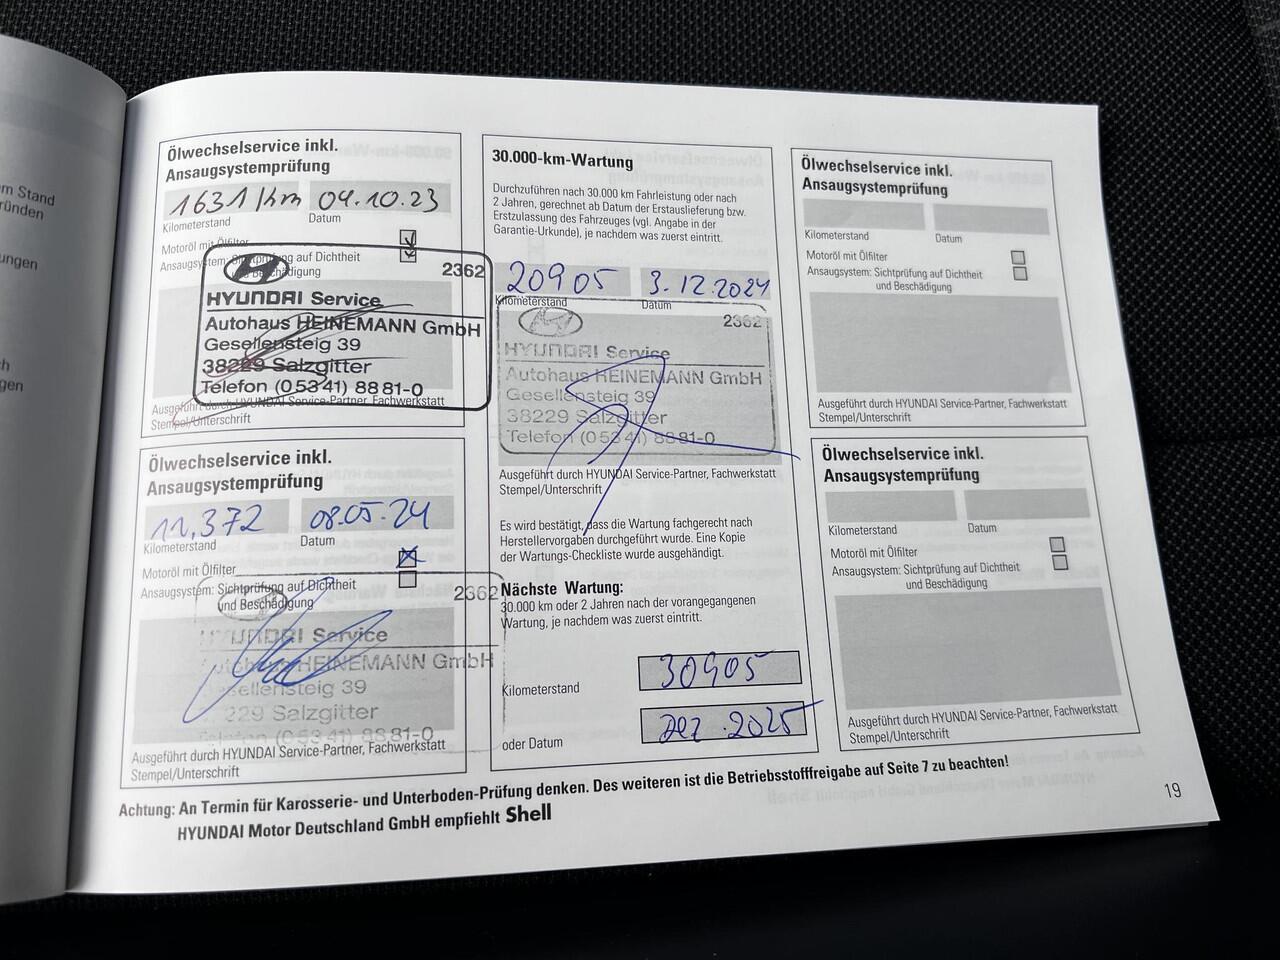 m Stand
ründen
ungen
h
gen
Ölwechselservice inkl.
Ansaugsystemprüfung
1631 /km 04.10.23
Kilometerstand Datum
Motoröl mit Ölfilter
Ansaugsystem: Sichtprüfung auf Dichtheit
und Beschädigung
2362
HYUNDAI Service
Autohaus HEINEMANN GmbH
Gesellensteig 39
38229 Salzgitter
Telefon (05341) 8881-0
Ausgeführt durch HYUNDAI Service-Partner, Fachwerkstatt
Stempel/Unterschrift
Ölwechselservice inkl.
Ansaugsystemprüfung
11,372 08.05.24
Kilometerstand Datum
Motoröl mit Ölfilter
Ansaugsystem: Sichtprüfung auf Dichtheit
und Beschädigung
2362
HYUNDAI Service
Autohaus HEINEMANN GmbH
Gesellensteig 39
229 Salzgitter
Telefon (05341) 8881-0
Ausgeführt durch HYUNDAI Service-Partner, Fachwerkstatt
Stempel/Unterschrift
30.000-km-Wartung
Durchzuführen nach 30.000 km Fahrleistung oder nach
2 Jahren, gerechnet ab Datum der Erstauslieferung bzw.
Erstzulassung des Fahrzeuges (vgl. Angabe in der
Garantie-Urkunde), je nachdem was zuerst eintritt.
20905 3.12.2024
Kilometerstand Datum
2362
HYUNDAI Service
Autohaus HEINEMANN GmbH
Gesellensteig 39
38229 Salzgitter
Telefon (05341) 8881-0
Ausgeführt durch HYUNDAI Service-Partner, Fachwerkstatt
Stempel/Unterschrift
Es wird bestätigt, dass die Wartung fachgerecht nach
Herstellervorgaben durchgeführt wurde. Eine Kopie
der Wartungs-Checkliste wurde ausgehändigt.
Nächste Wartung:
30.000 km oder 2 Jahren nach der vorangegangenen
Wartung, je nachdem was zuerst eintritt.
Kilometerstand 30905
oder Datum Dez. 2025
Ölwechselservice inkl.
Ansaugsystemprüfung
Kilometerstand Datum
Motoröl mit Ölfilter
Ansaugsystem: Sichtprüfung auf Dichtheit
und Beschädigung
Ausgeführt durch HYUNDAI Service-Partner, Fachwerkstatt
Stempel/Unterschrift
Ölwechselservice inkl.
Ansaugsystemprüfung
Kilometerstand Datum
Motoröl mit Ölfilter
Ansaugsystem: Sichtprüfung auf Dichtheit
und Beschädigung
Ausgeführt durch HYUNDAI Service-Partner, Fachwerkstatt
Stempel/Unterschrift
Achtung: An Termin für Karosserie- und Unterboden-Prüfung denken. Des weiteren ist die Betriebsstofffreigabe auf Seite 7 zu beachten!
HYUNDAI Motor Deutschland GmbH empfiehlt Shell
19